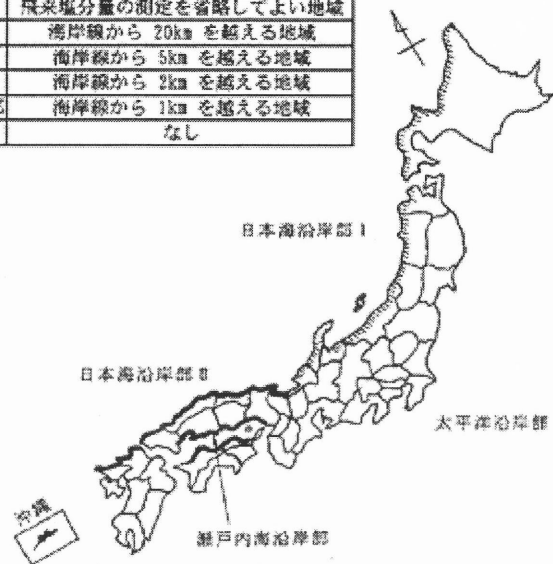 飛来塩分量の測定を省略してよい地域
海岸線から 20km を越える地域
海岸線から 5km を越える地域
海岸線から 2km を越える地域
海岸線から 1km を越える地域
なし
日本海沿岸部 I
日本海沿岸部 II
太平洋沿岸部
沖縄
瀬戸内海沿岸部